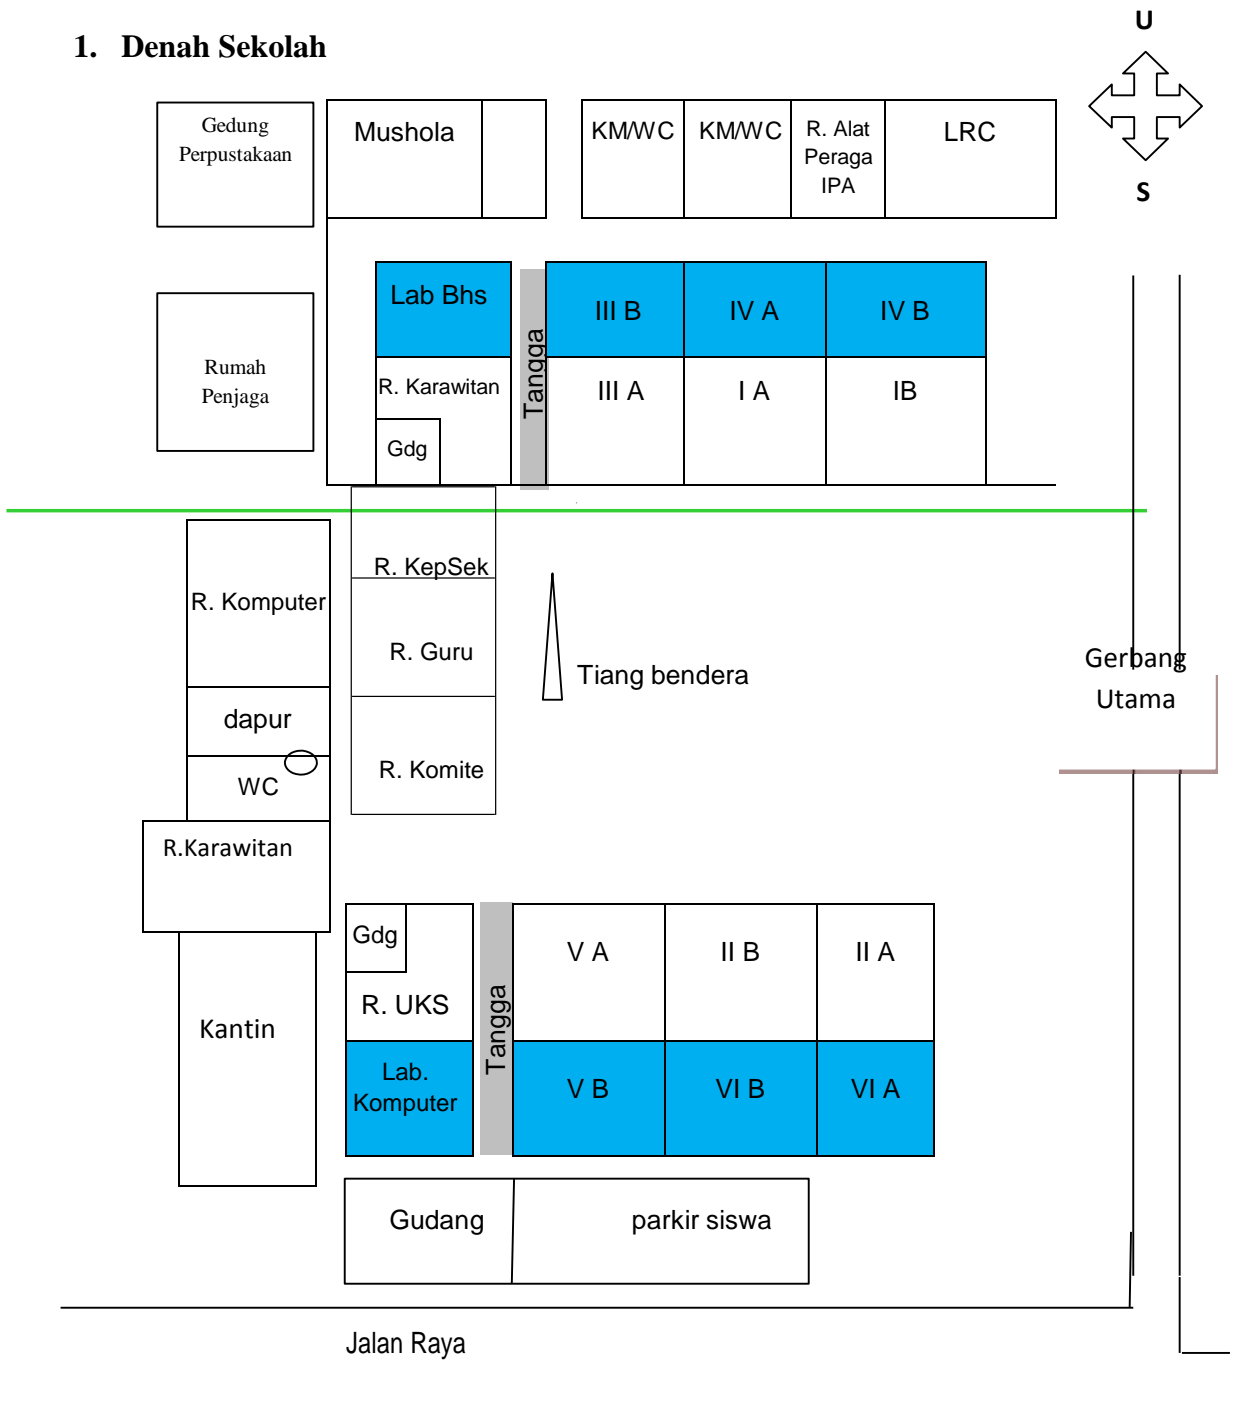 U
1. Denah Sekolah
Gedung
Perpustakaan
Mushola
KM/WC
KM/WC
R. Alat
Peraga
IPA
LRC
S
Lab Bhs
III B
IV A
IV B
Tangga
Rumah
Penjaga
R. Karawitan
III A
I A
IB
Gdg
R. KepSek
R. Komputer
R. Guru
Tiang bendera
Gerbang
Utama
dapur
R. Komite
WC
R.Karawitan
Gdg
V A
II B
II A
R. UKS
Tangga
Kantin
Lab.
Komputer
V B
VI B
VI A
Gudang
parkir siswa
Jalan Raya